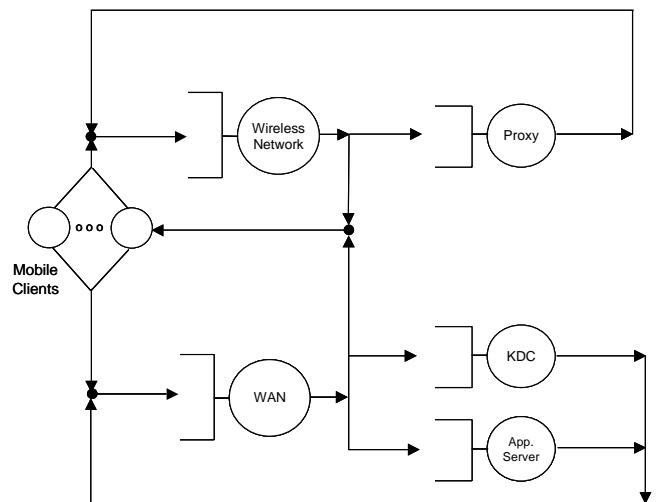 Wireless
Network
Proxy
o o o
Mobile
Clients
WAN
KDC
App.
Server